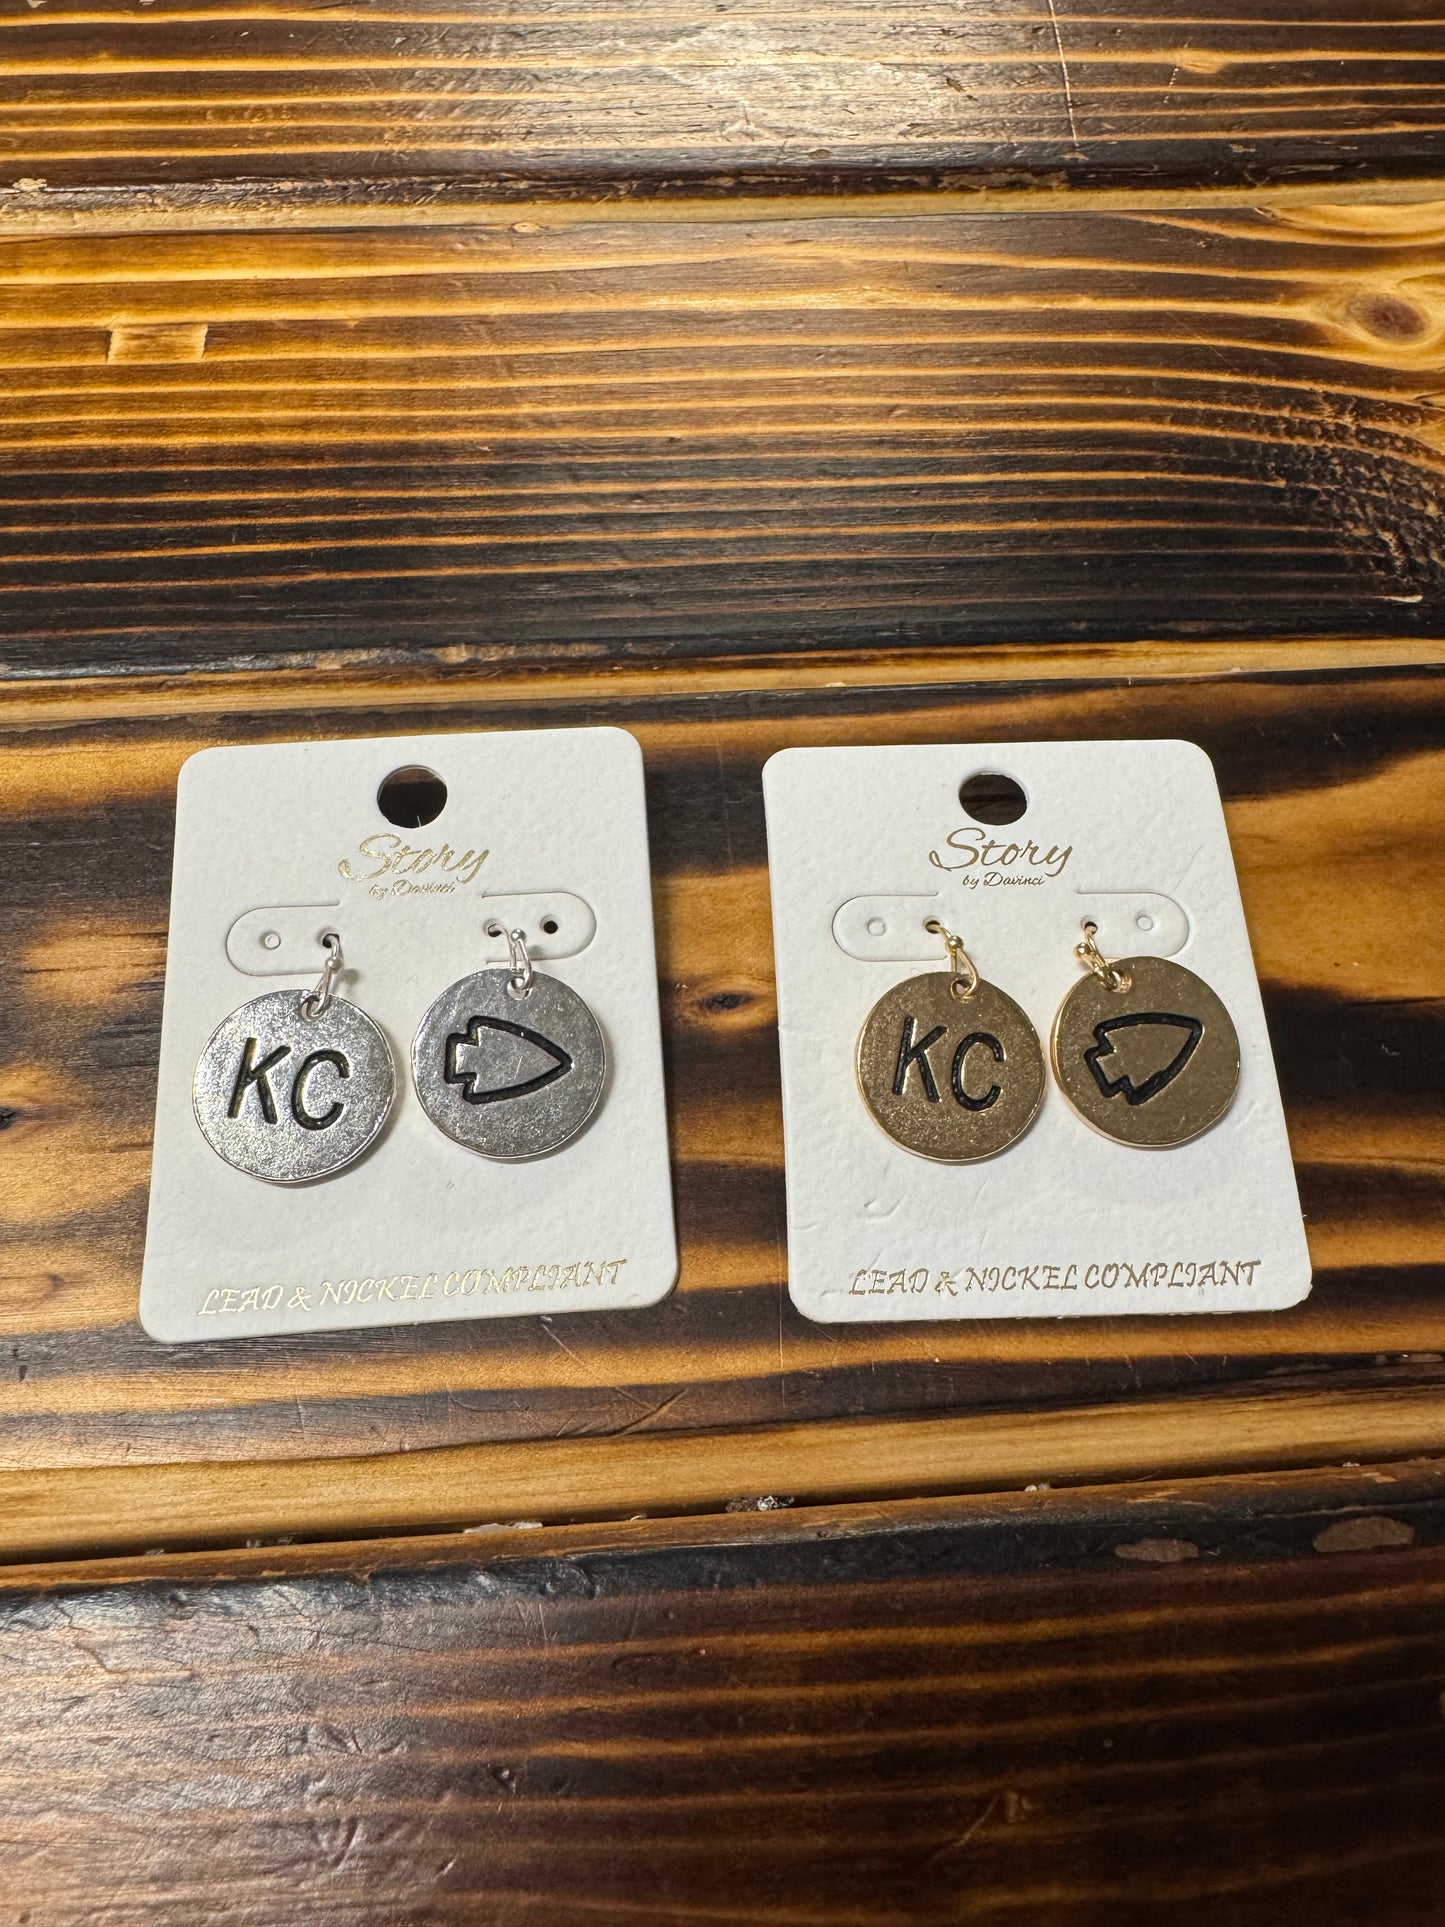 Story
by Davinci
KC
LEAD & NICKEL COMPLIANT
Story
by Davinci
KC
LEAD & NICKEL COMPLIANT